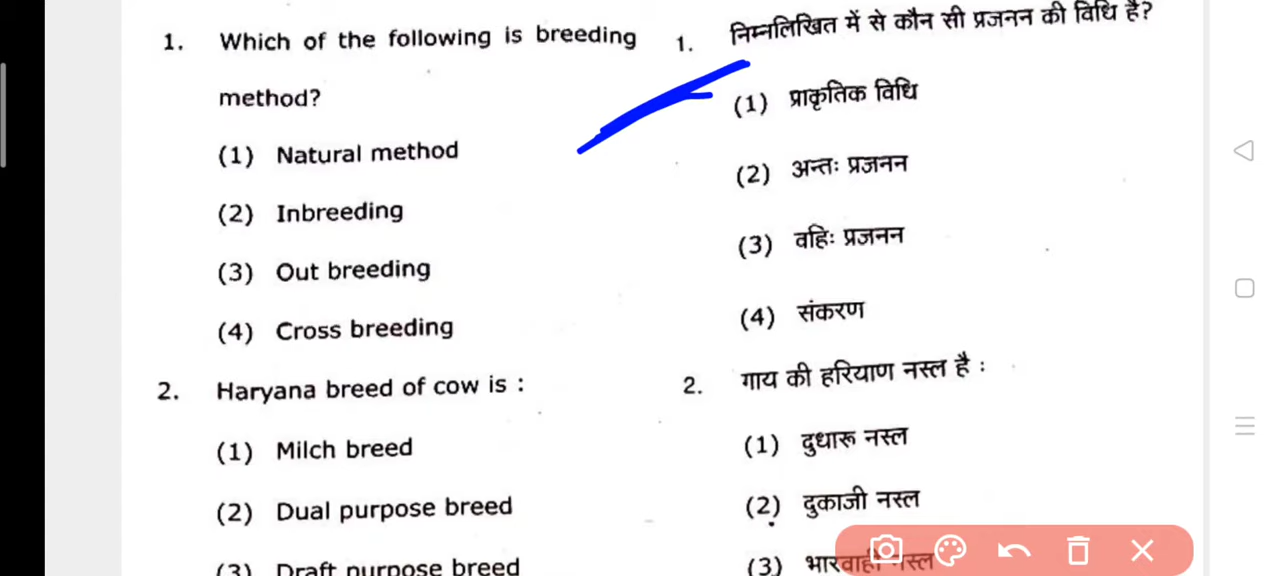 1. Which of the following is breeding
method?
(1) Natural method
(2) Inbreeding
(3) Out breeding
(4) Cross breeding
2. Haryana breed of cow is :
(1) Milch breed
(2) Dual purpose breed
(3) Draft purpose breed
1. निम्नलिखित में से कौन सी प्रजनन की विधि है?
(1) प्राकृतिक विधि
(2) अन्तः प्रजनन
(3) वहिः प्रजनन
(4) संकरण
2. गाय की हरियाण नस्ल है :
(1) दुधारू नस्ल
(2) दुकाजी नस्ल
(3) भारवाही नस्ल